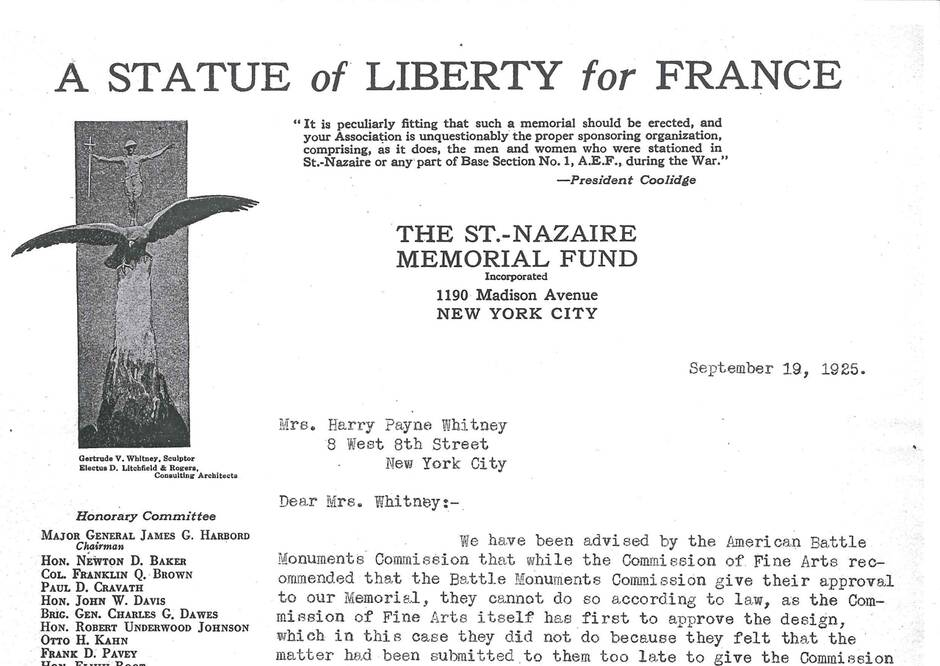 A STATUE of LIBERTY for FRANCE
"It is peculiarly fitting that such a memorial should be erected, and
your Association is unquestionably the proper sponsoring organization,
comprising, as it does, the men and women who were stationed in
St.-Nazaire or any part of Base Section No. 1, A.E.F., during the War."
—President Coolidge
THE ST.-NAZAIRE
MEMORIAL FUND
Incorporated
1190 Madison Avenue
NEW YORK CITY
Gertrude V. Whitney, Sculptor
Electus D. Litchfield & Rogers,
Consulting Architects
Honorary Committee
MAJOR GENERAL JAMES G. HARBORD
Chairman
HON. NEWTON D. BAKER
COL. FRANKLIN Q. BROWN
PAUL D. CRAVATH
HON. JOHN W. DAVIS
BRIG. GEN. CHARLES G. DAWES
HON. ROBERT UNDERWOOD JOHNSON
OTTO H. KAHN
FRANK D. PAVEY
HON. ELIHU ROOT
September 19, 1925.
Mrs. Harry Payne Whitney
8 West 8th Street
New York City
Dear Mrs. Whitney:-
We have been advised by the American Battle
Monuments Commission that while the Commission of Fine Arts rec-
ommended that the Battle Monuments Commission give their approval
to our Memorial, they cannot do so according to law, as the Com-
mission of Fine Arts itself has first to approve the design,
which in this case they did not do because they felt that the
matter had been submitted to them too late to give the Commission